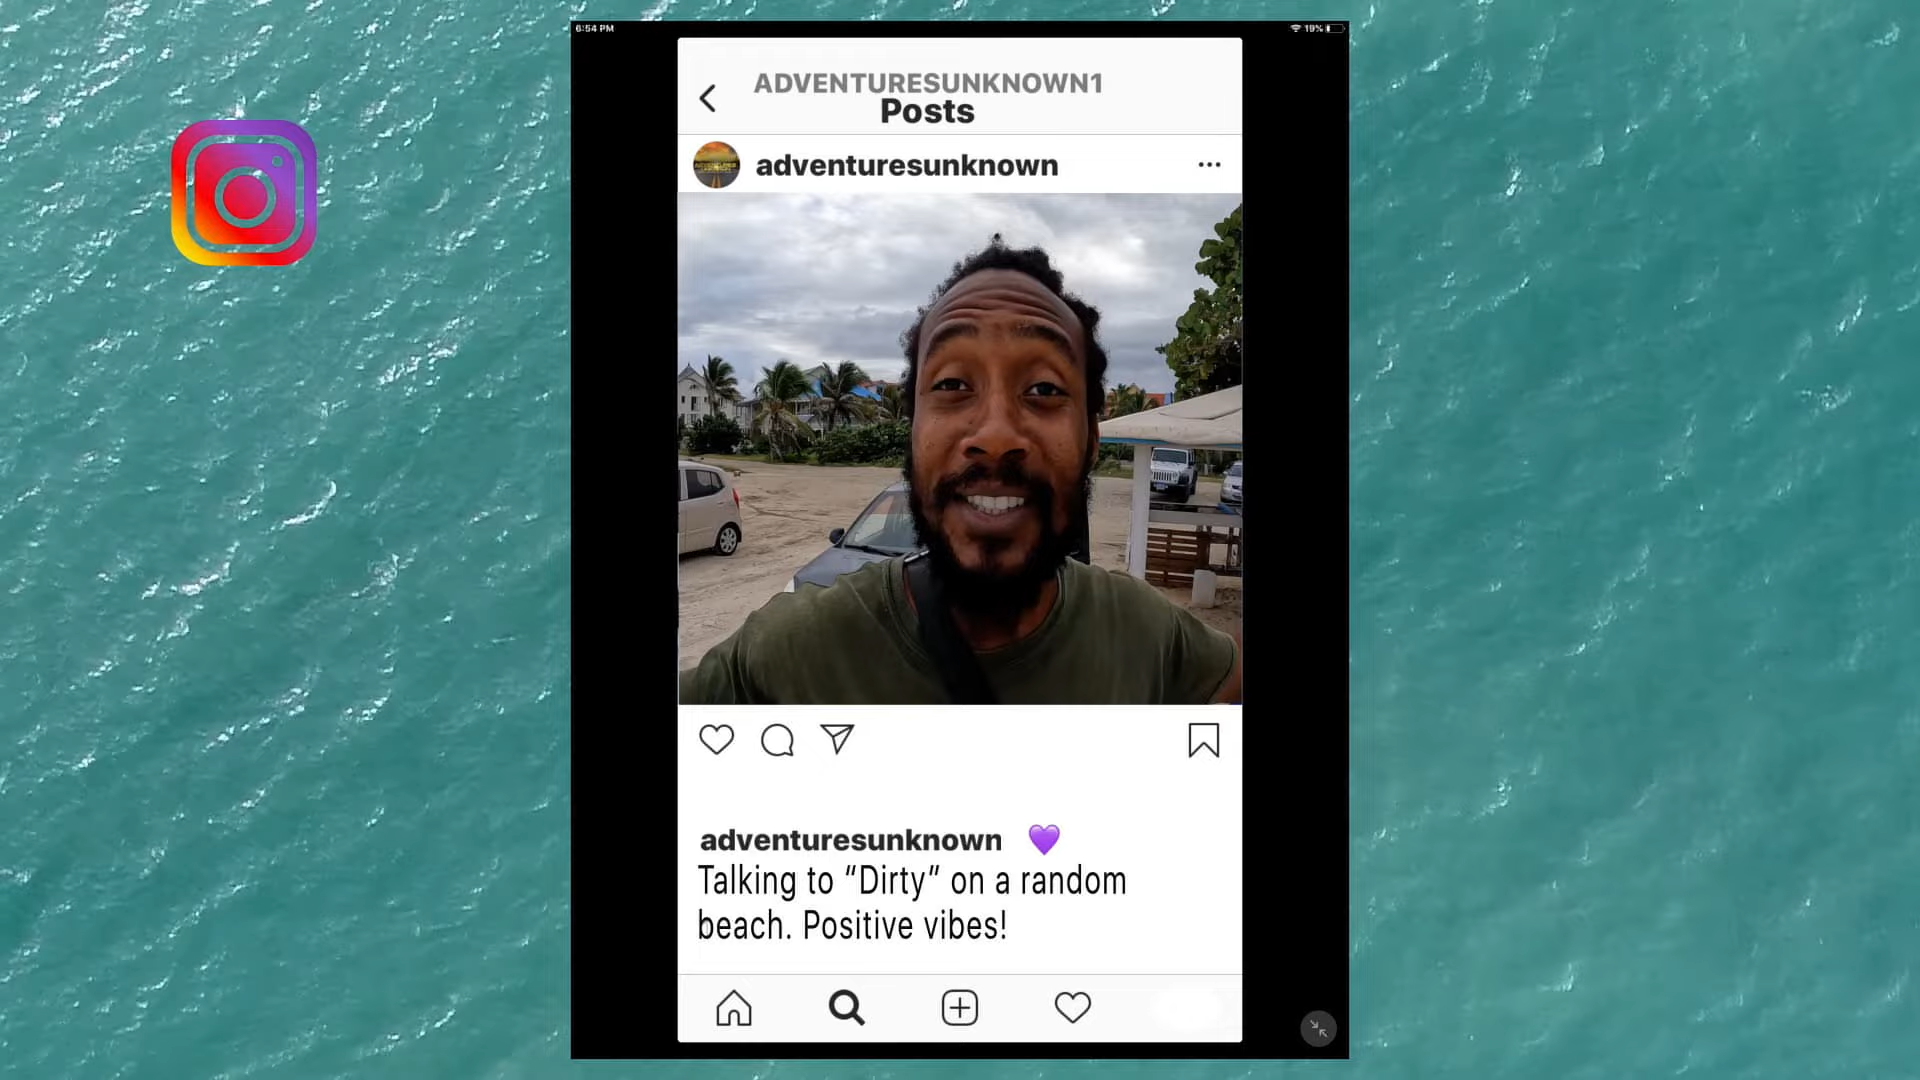 6:54 PM
19%
ADVENTURESUNKNOWN1
Posts
adventuresunknown
adventuresunknown 💜
Talking to “Dirty” on a random
beach. Positive vibes!